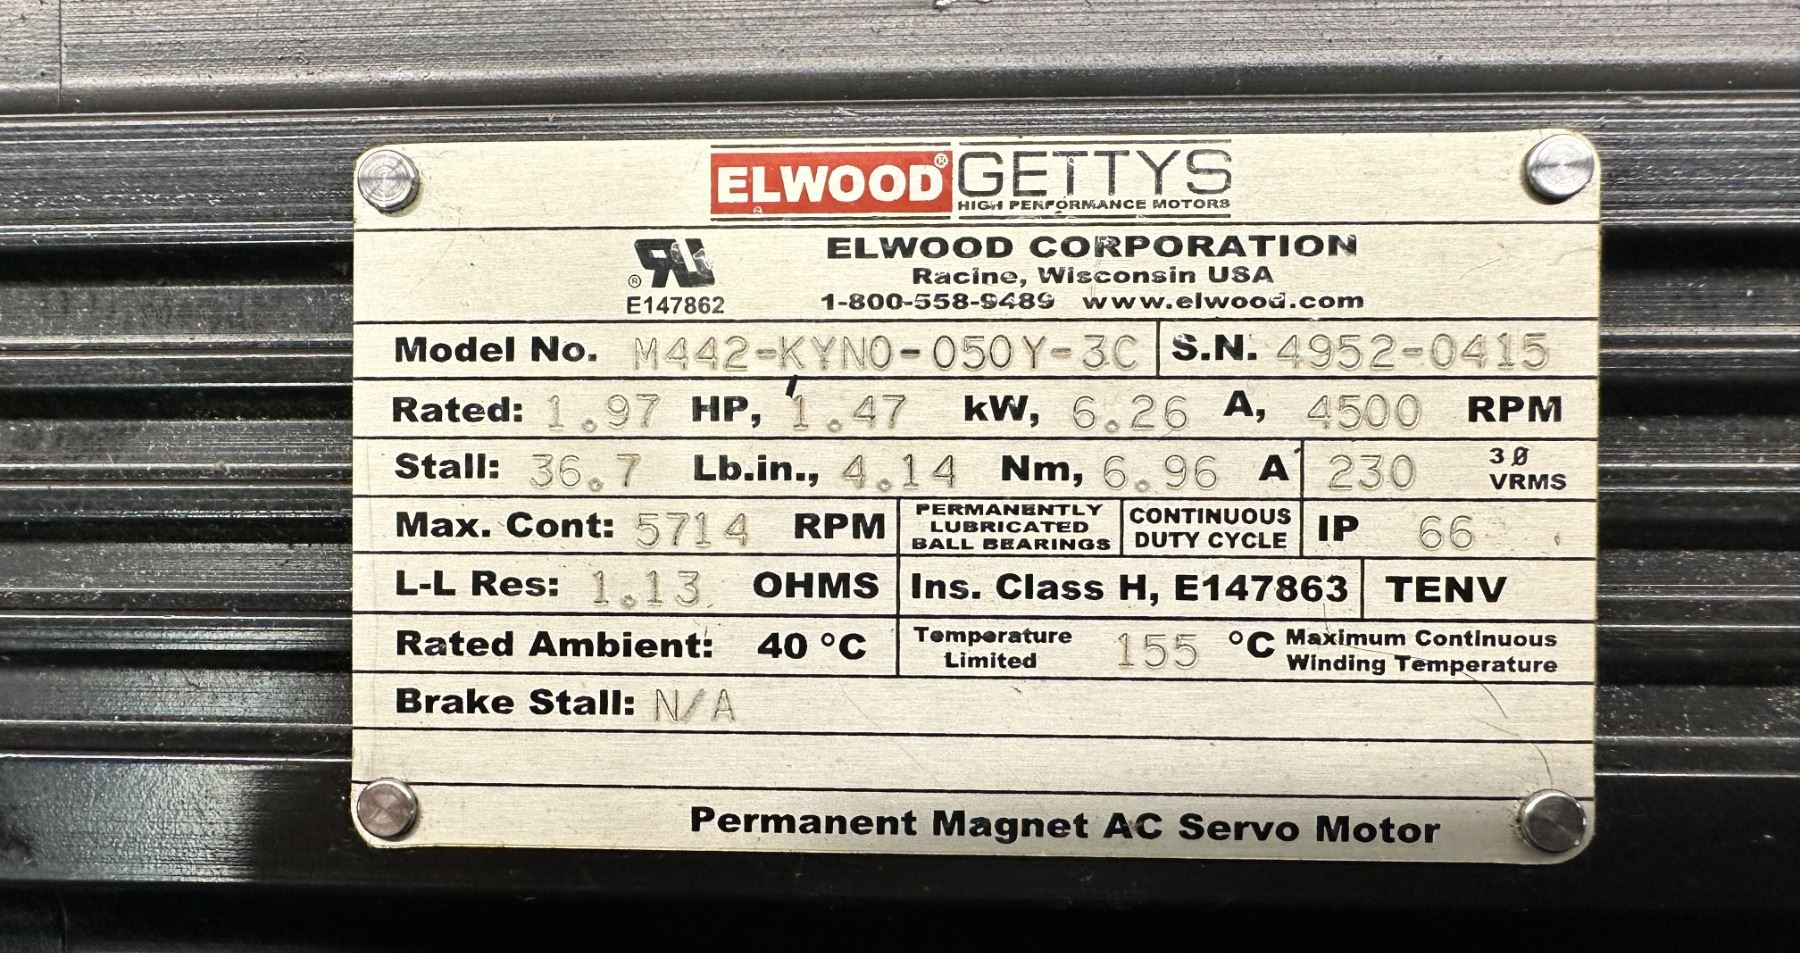 ELWOOD® GETTYS
HIGH PERFORMANCE MOTORS
ELWOOD CORPORATION
Racine, Wisconsin USA
® E147862 1-800-558-9489 www.elwood.com
Model No. M442-KYN0-050Y-3C S.N. 4952-0415
Rated: 1.97 HP, 1.47 kW, 6.26 A, 4500 RPM
Stall: 36.7 Lb.in., 4.14 Nm, 6.96 A 230 3Ø VRMS
Max. Cont: 5714 RPM PERMANENTLY LUBRICATED BALL BEARINGS CONTINUOUS DUTY CYCLE IP 66
L-L Res: 1.13 OHMS Ins. Class H, E147863 TENV
Rated Ambient: 40 °C Temperature Limited 155 °C Maximum Continuous Winding Temperature
Brake Stall: N/A
Permanent Magnet AC Servo Motor